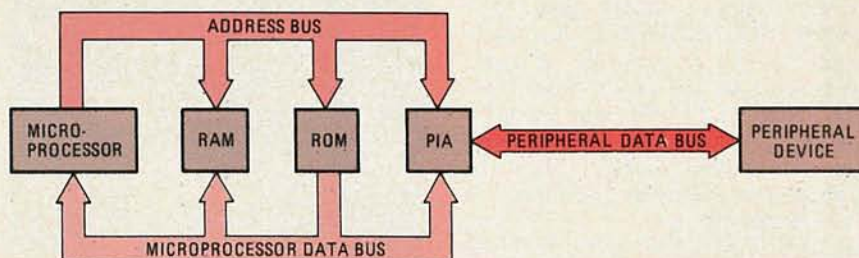 ADDRESS BUS
MICRO-
PROCESSOR
RAM
ROM
PIA
PERIPHERAL DATA BUS
PERIPHERAL
DEVICE
MICROPROCESSOR DATA BUS